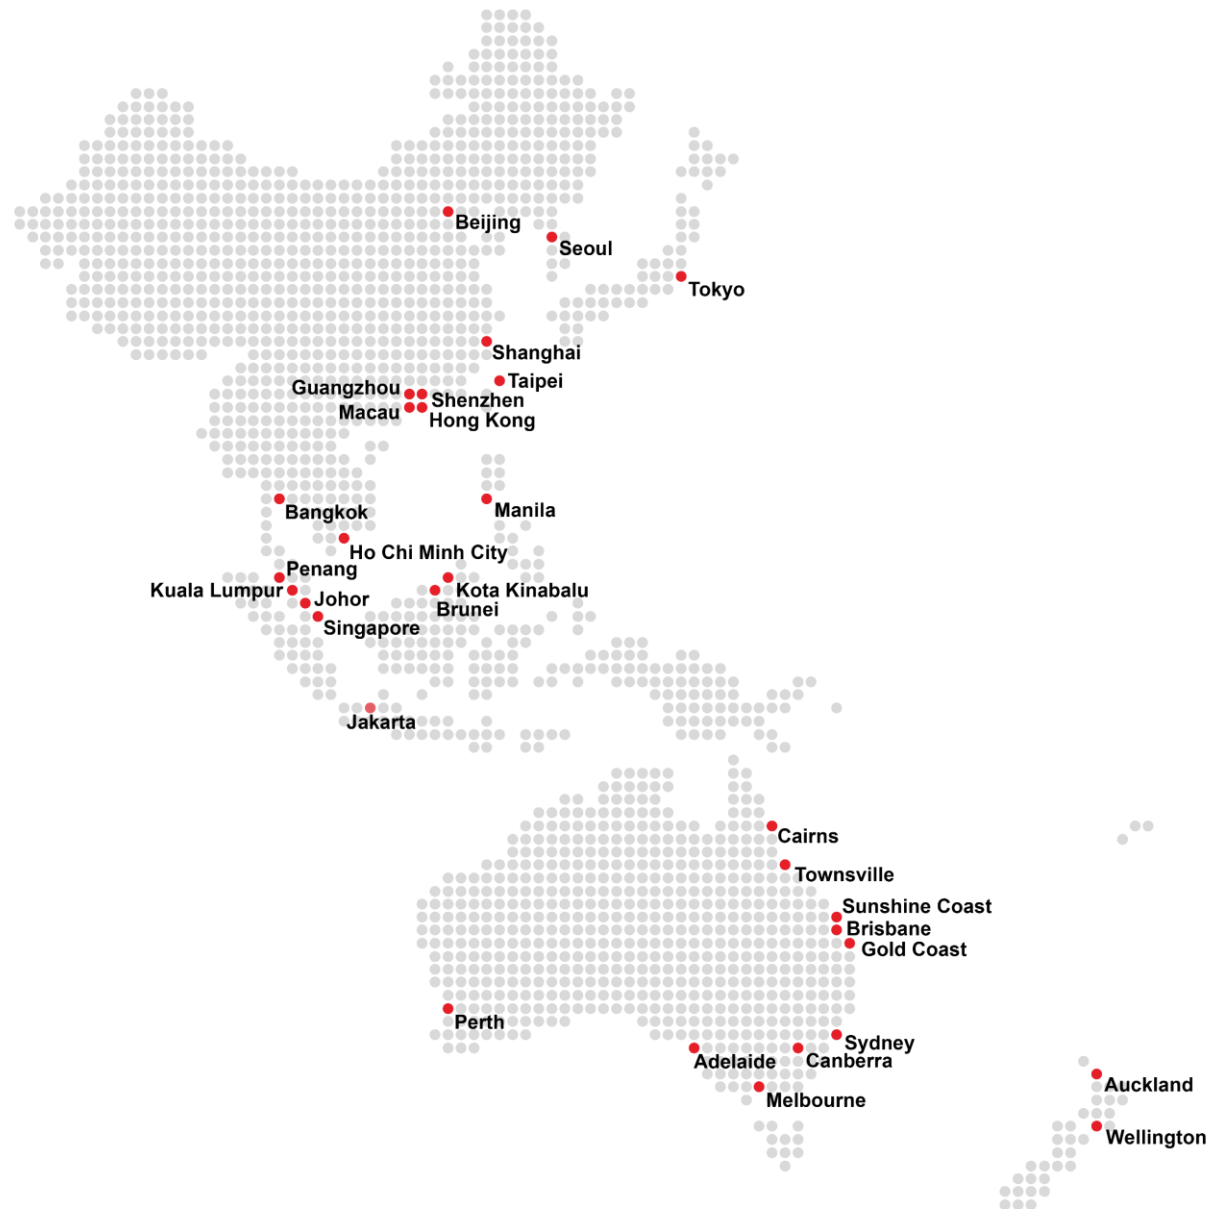 Beijing
Seoul
Tokyo
Shanghai
Taipei
Guangzhou
Shenzhen
Macau
Hong Kong
Bangkok
Manila
Ho Chi Minh City
Penang
Kuala Lumpur
Kota Kinabalu
Johor
Brunei
Singapore
Jakarta
Cairns
Townsville
Sunshine Coast
Brisbane
Gold Coast
Perth
Sydney
Adelaide
Canberra
Auckland
Melbourne
Wellington